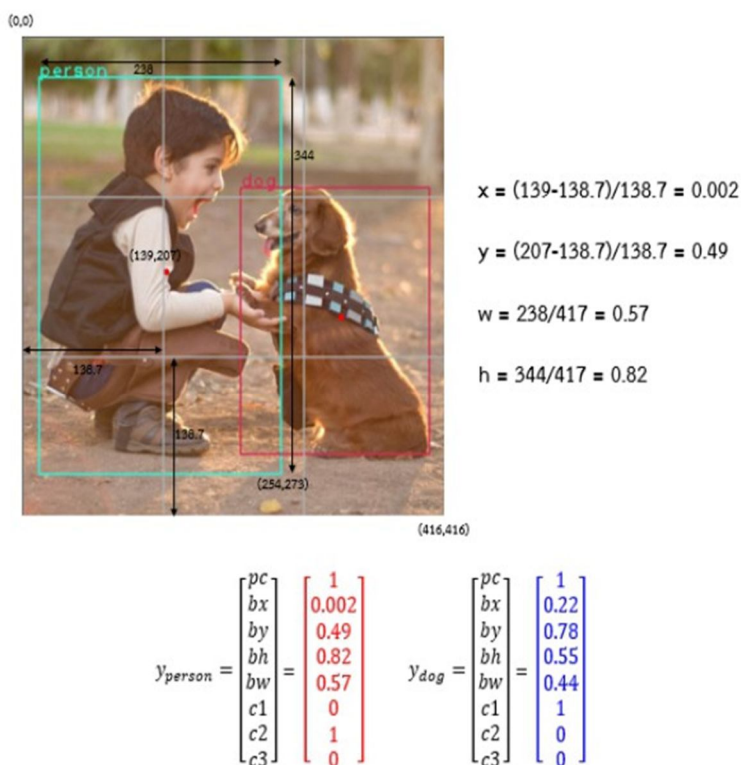 (0,0)
person
238
344
dog
(139,207)
138.7
138.7
(254,273)
(416,416)
x = (139-138.7)/138.7 = 0.002
y = (207-138.7)/138.7 = 0.49
w = 238/417 = 0.57
h = 344/417 = 0.82
y_person = [pc bx by bh bw c1 c2 c3] = [1 0.002 0.49 0.82 0.57 0 1 0]
y_dog = [pc bx by bh bw c1 c2 c3] = [1 0.22 0.78 0.55 0.44 1 0 0]